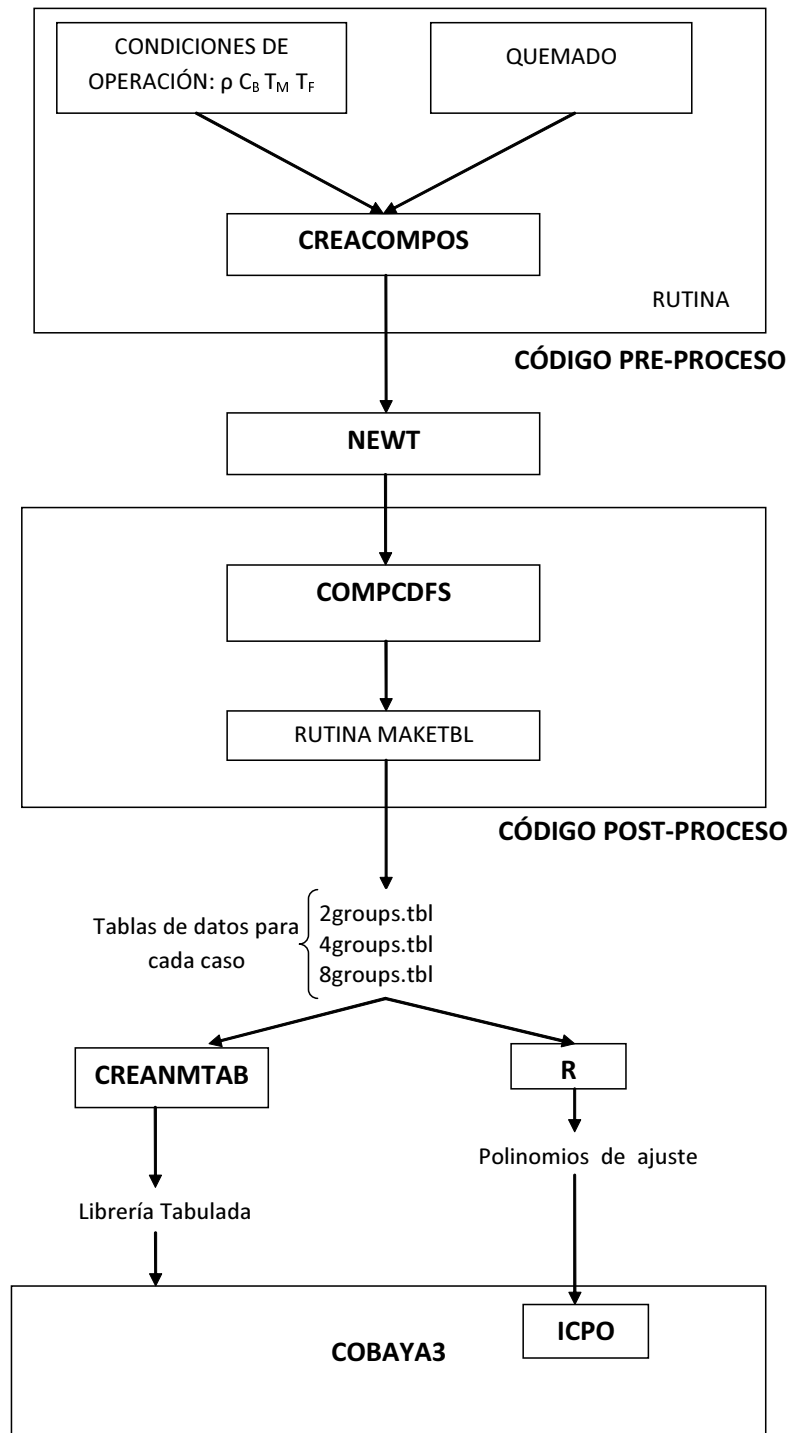 CONDICIONES DE
OPERACIÓN: ρ C_B T_M T_F
QUEMADO
CREACOMPOS
RUTINA
CÓDIGO PRE-PROCESO
NEWT
COMPCDFS
RUTINA MAKETBL
CÓDIGO POST-PROCESO
Tablas de datos para
cada caso
2groups.tbl
4groups.tbl
8groups.tbl
CREANMTAB
R
Polinomios de ajuste
Librería Tabulada
ICPO
COBAYA3